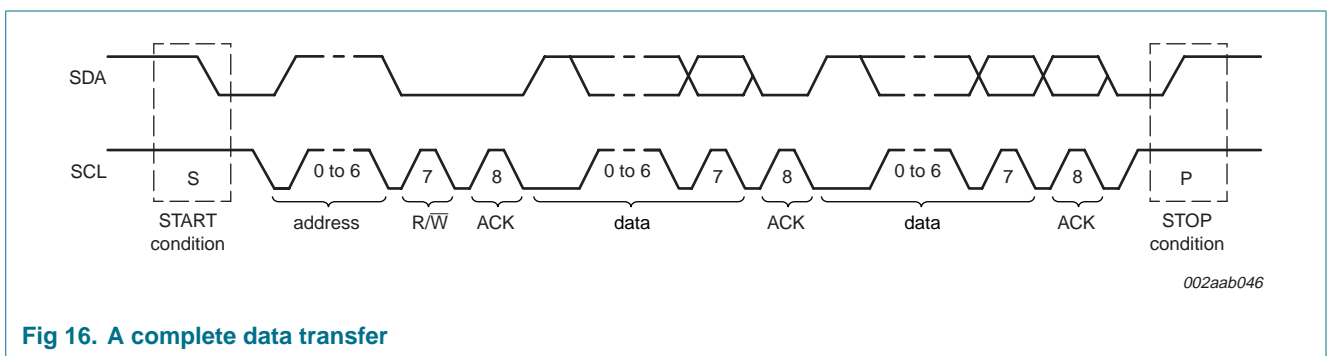 SDA
SCL
S
0 to 6
7
8
0 to 6
7
8
0 to 6
7
8
P
START
condition
address
R/W̅
ACK
data
ACK
data
ACK
STOP
condition
002aab046
Fig 16. A complete data transfer